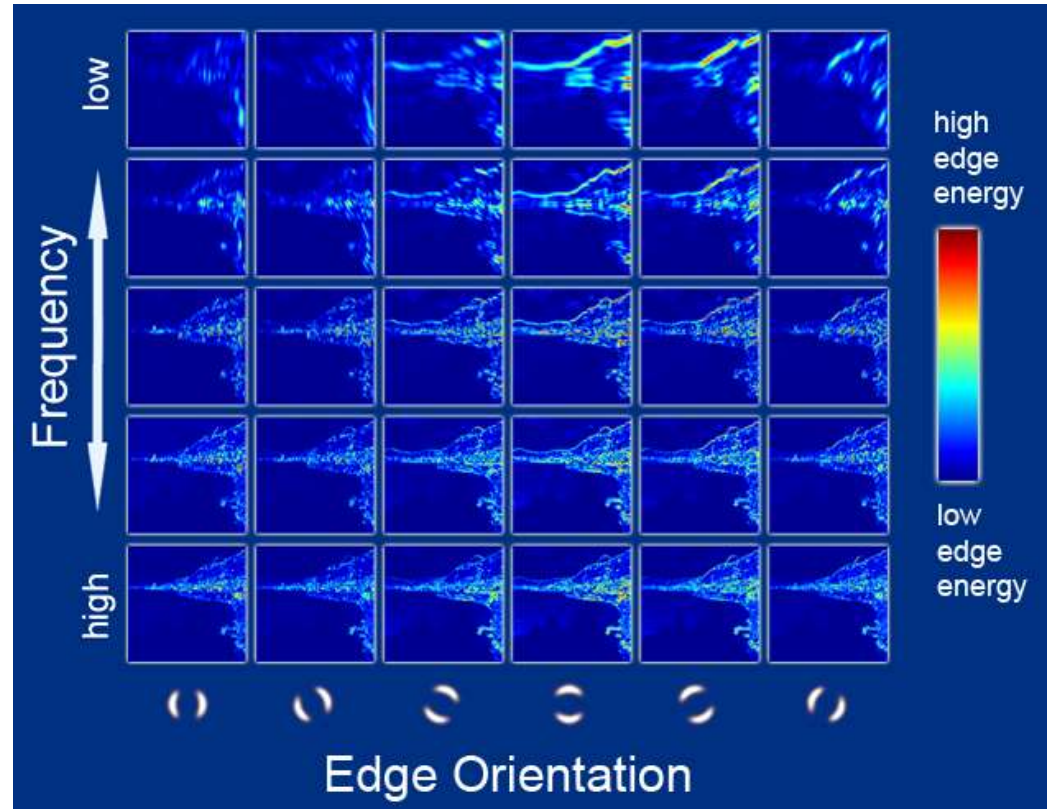 low
Frequency
high
high
edge
energy
low
edge
energy
Edge Orientation